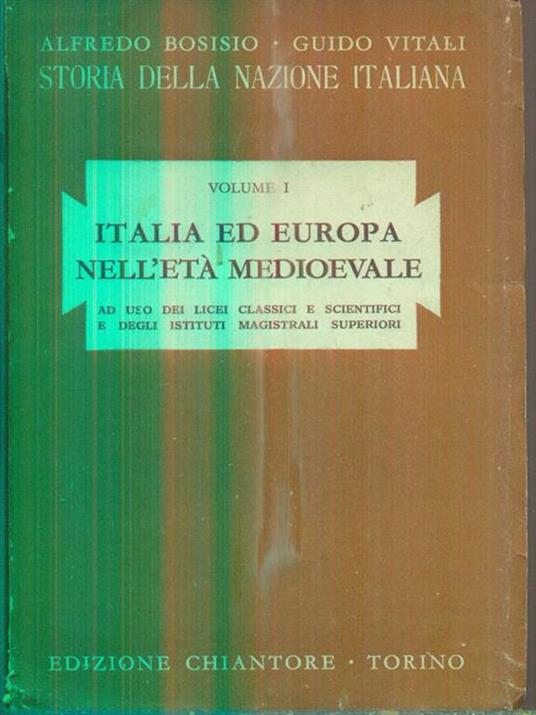 ALFREDO BOSISIO · GUIDO VITALI
STORIA DELLA NAZIONE ITALIANA
VOLUME I
ITALIA ED EUROPA
NELL'ETÀ MEDIOEVALE
AD USO DEI LICEI CLASSICI E SCIENTIFICI
E DEGLI ISTITUTI MAGISTRALI SUPERIORI
EDIZIONE CHIANTORE · TORINO